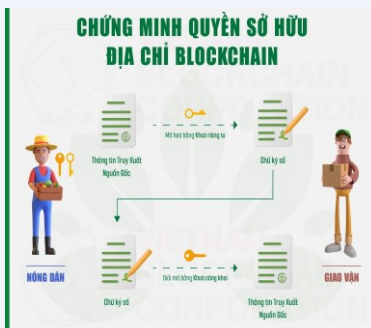 CHỨNG MINH QUYỀN SỞ HỮU
ĐỊA CHỈ BLOCKCHAIN
Mã hoá bằng Khoá riêng tư
Thông tin Truy Xuất
Nguồn Gốc
Chữ ký số
NÔNG DÂN
GIAO VẬN
Giải mã bằng Khoá công khai
Chữ ký số
Thông tin Truy Xuất
Nguồn Gốc